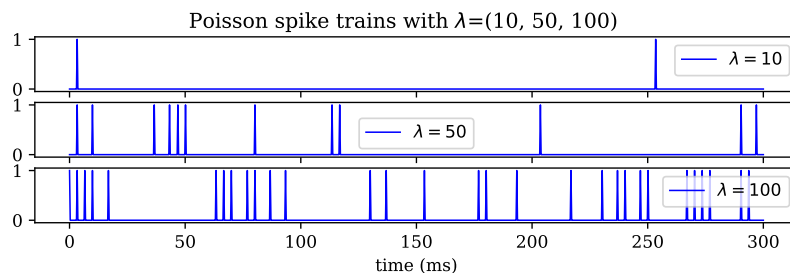 Poisson spike trains with λ=(10, 50, 100)
1
λ = 10
0
1
λ = 50
0
1
λ = 100
0
0 50 100 150 200 250 300
time (ms)